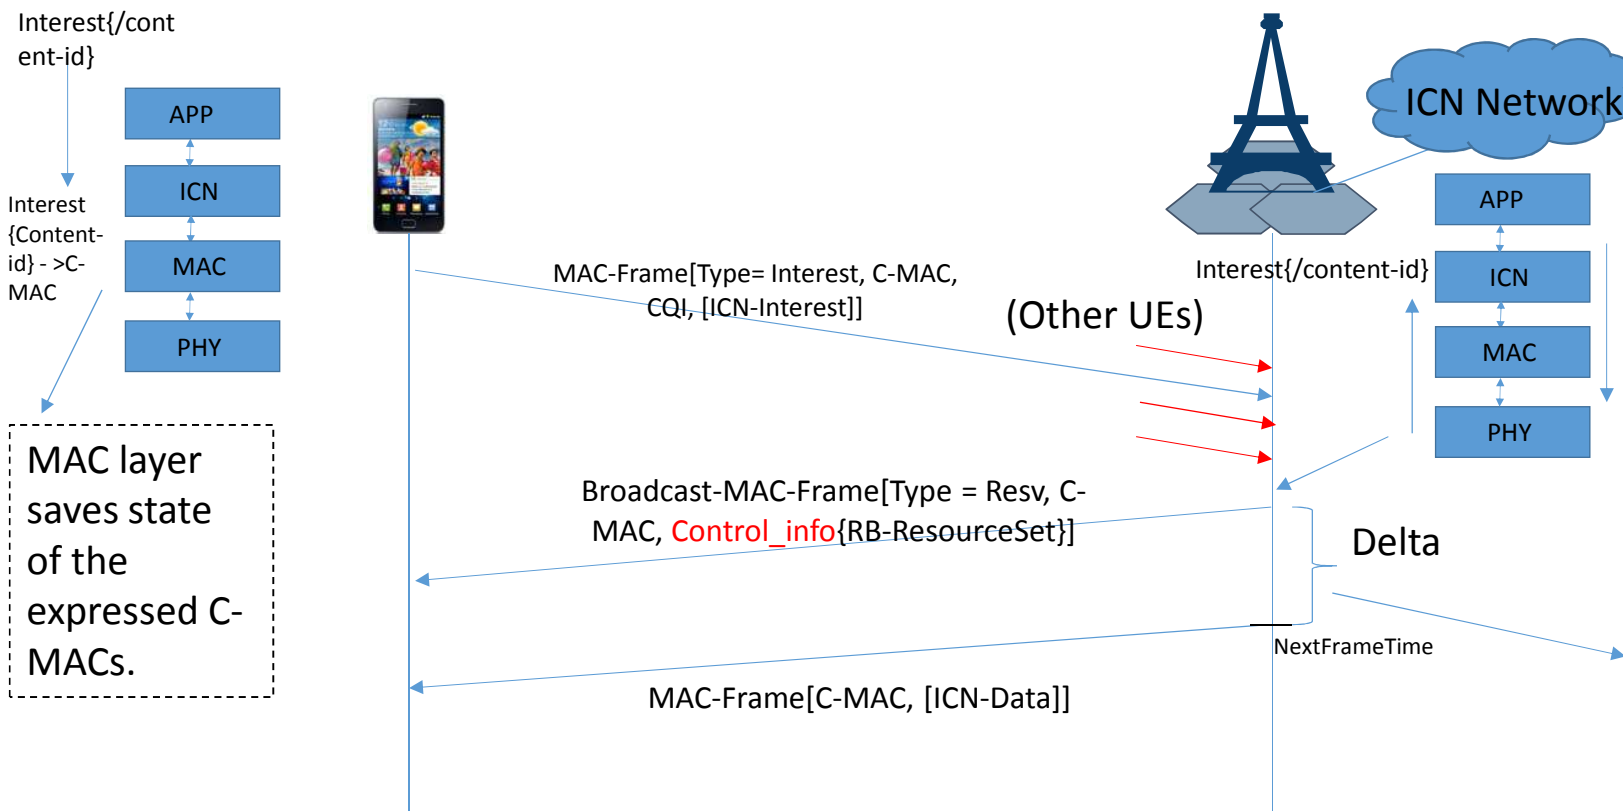 Interest{/cont
ent-id}
APP
ICN
MAC
PHY
Interest
{Content-
id} - >C-
MAC
MAC layer
saves state
of the
expressed C-
MACs.
MAC-Frame[Type= Interest, C-MAC,
CQI, [ICN-Interest]]
(Other UEs)
Broadcast-MAC-Frame[Type = Resv, C-
MAC, Control_info{RB-ResourceSet}]
MAC-Frame[C-MAC, [ICN-Data]]
ICN Network
Interest{/content-id}
APP
ICN
MAC
PHY
Delta
NextFrameTime